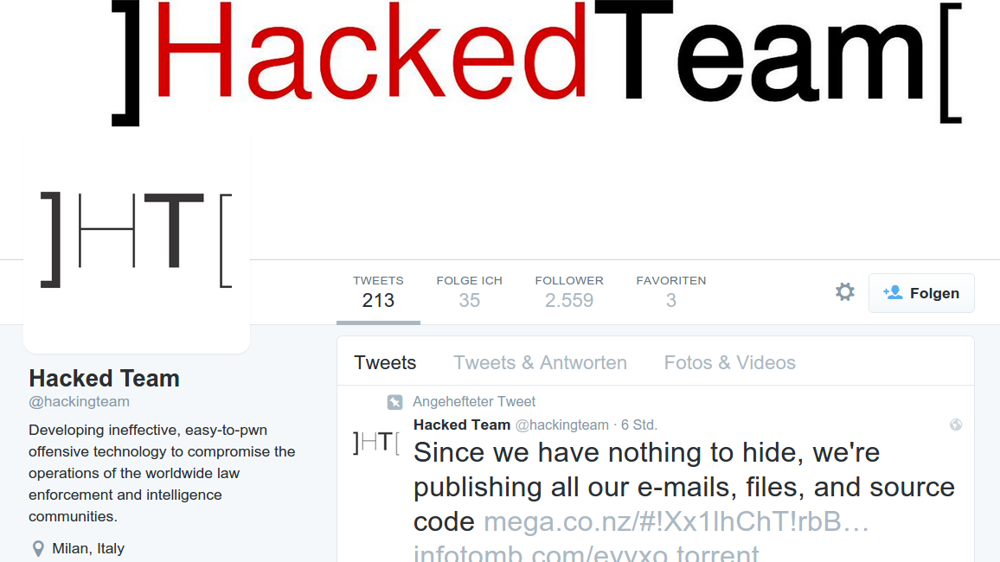 ]HackedTeam[
]HT[
TWEETS FOLGE ICH FOLLOWER FAVORITEN
213 35 2.559 3
Folgen
Hacked Team
@hackingteam
Developing ineffective, easy-to-pwn
offensive technology to compromise the
operations of the worldwide law
enforcement and intelligence
communities.
Milan, Italy
Tweets Tweets & Antworten Fotos & Videos
Angehefteter Tweet
]HT[
Hacked Team @hackingteam · 6 Std.
Since we have nothing to hide, we're
publishing all our e-mails, files, and source
code mega.co.nz/#!Xx1lhChT!rbB…
infotomb.com/eyyxo.torrent